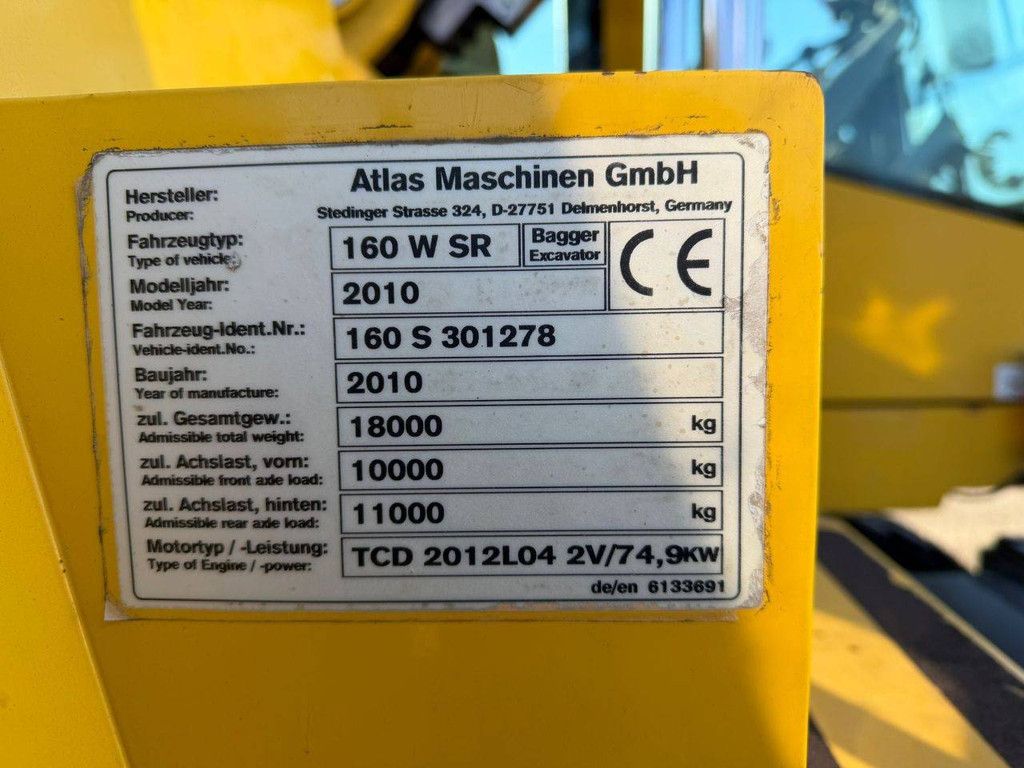 Hersteller: Atlas Maschinen GmbH
Producer: Stedinger Strasse 324, D-27751 Delmenhorst, Germany
Fahrzeugtyp: 160 W SR Bagger CE
Type of vehicle: Excavator
Modelljahr: 2010
Model Year:
Fahrzeug-Ident.Nr.: 160 S 301278
Vehicle-ident.No.:
Baujahr: 2010
Year of manufacture:
zul. Gesamtgew.: 18000 kg
Admissible total weight:
zul. Achslast, vorn: 10000 kg
Admissible front axle load:
zul. Achslast, hinten: 11000 kg
Admissible rear axle load:
Motortyp / -Leistung: TCD 2012L04 2V/74,9KW
Type of Engine / -power:
de/en 6133691